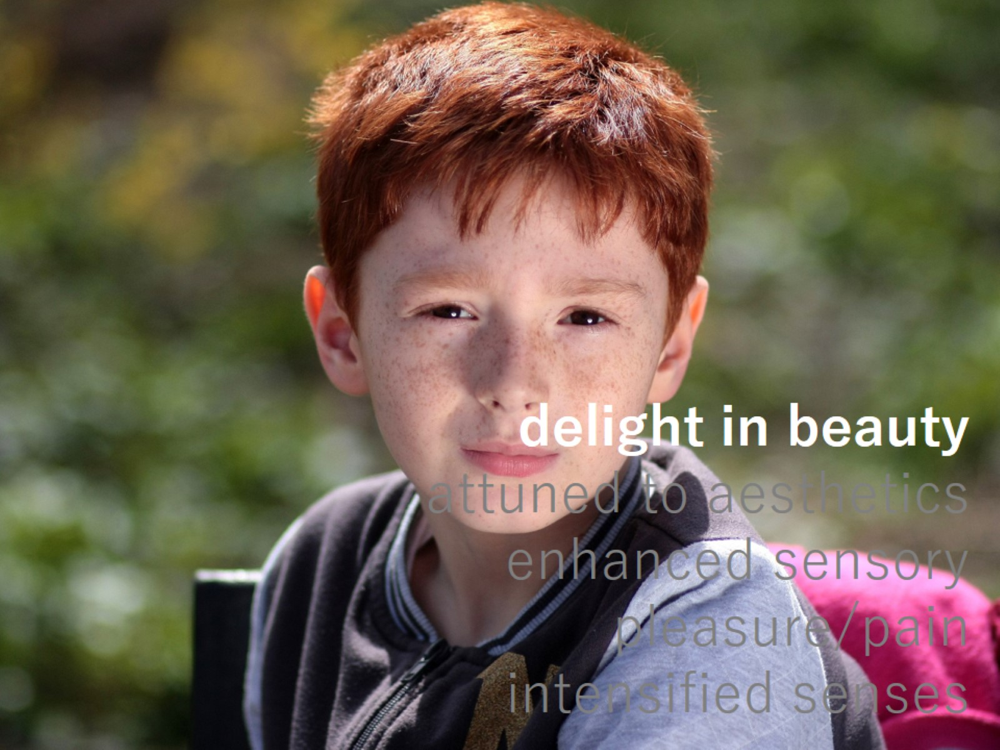 delight in beauty
attuned to aesthetics
enhanced sensory
pleasure/pain
intensified senses